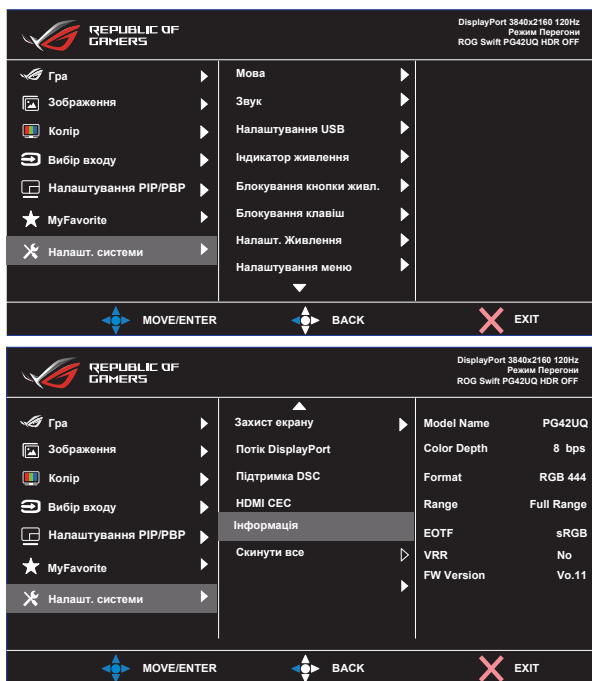 REPUBLIC OF
GAMERS
DisplayPort 3840x2160 120Hz
Режим Перегони
ROG Swift PG42UQ HDR OFF
Гра
Зображення
Колір
Вибір входу
Налаштування PIP/PBP
MyFavorite
Налашт. системи
Мова
Звук
Налаштування USB
Індикатор живлення
Блокування кнопки живл.
Блокування клавіш
Налашт. Живлення
Налаштування меню
MOVE/ENTER
BACK
EXIT
REPUBLIC OF
GAMERS
DisplayPort 3840x2160 120Hz
Режим Перегони
ROG Swift PG42UQ HDR OFF
Гра
Зображення
Колір
Вибір входу
Налаштування PIP/PBP
MyFavorite
Налашт. системи
Захист екрану
Потік DisplayPort
Підтримка DSC
HDMI CEC
Інформація
Скинути все
Model Name PG42UQ
Color Depth 8 bps
Format RGB 444
Range Full Range
EOTF sRGB
VRR No
FW Version Vo.11
MOVE/ENTER
BACK
EXIT